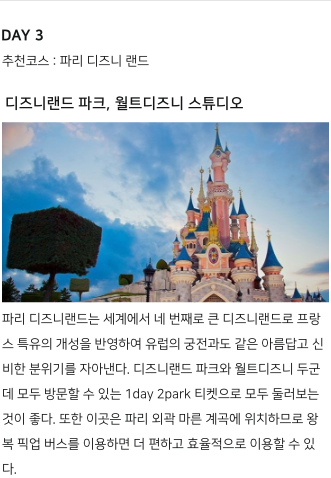 DAY 3
추천코스 : 파리 디즈니 랜드
디즈니랜드 파크, 월트디즈니 스튜디오
파리 디즈니랜드는 세계에서 네 번째로 큰 디즈니랜드로 프랑
스 특유의 개성을 반영하여 유럽의 궁전과도 같은 아름답고 신
비한 분위기를 자아낸다. 디즈니랜드 파크와 월트디즈니 두군
데 모두 방문할 수 있는 1day 2park 티켓으로 모두 둘러보는
것이 좋다. 또한 이곳은 파리 외곽 마른 계곡에 위치하므로 왕
복 픽업 버스를 이용하면 더 편하고 효율적으로 이용할 수 있
다.